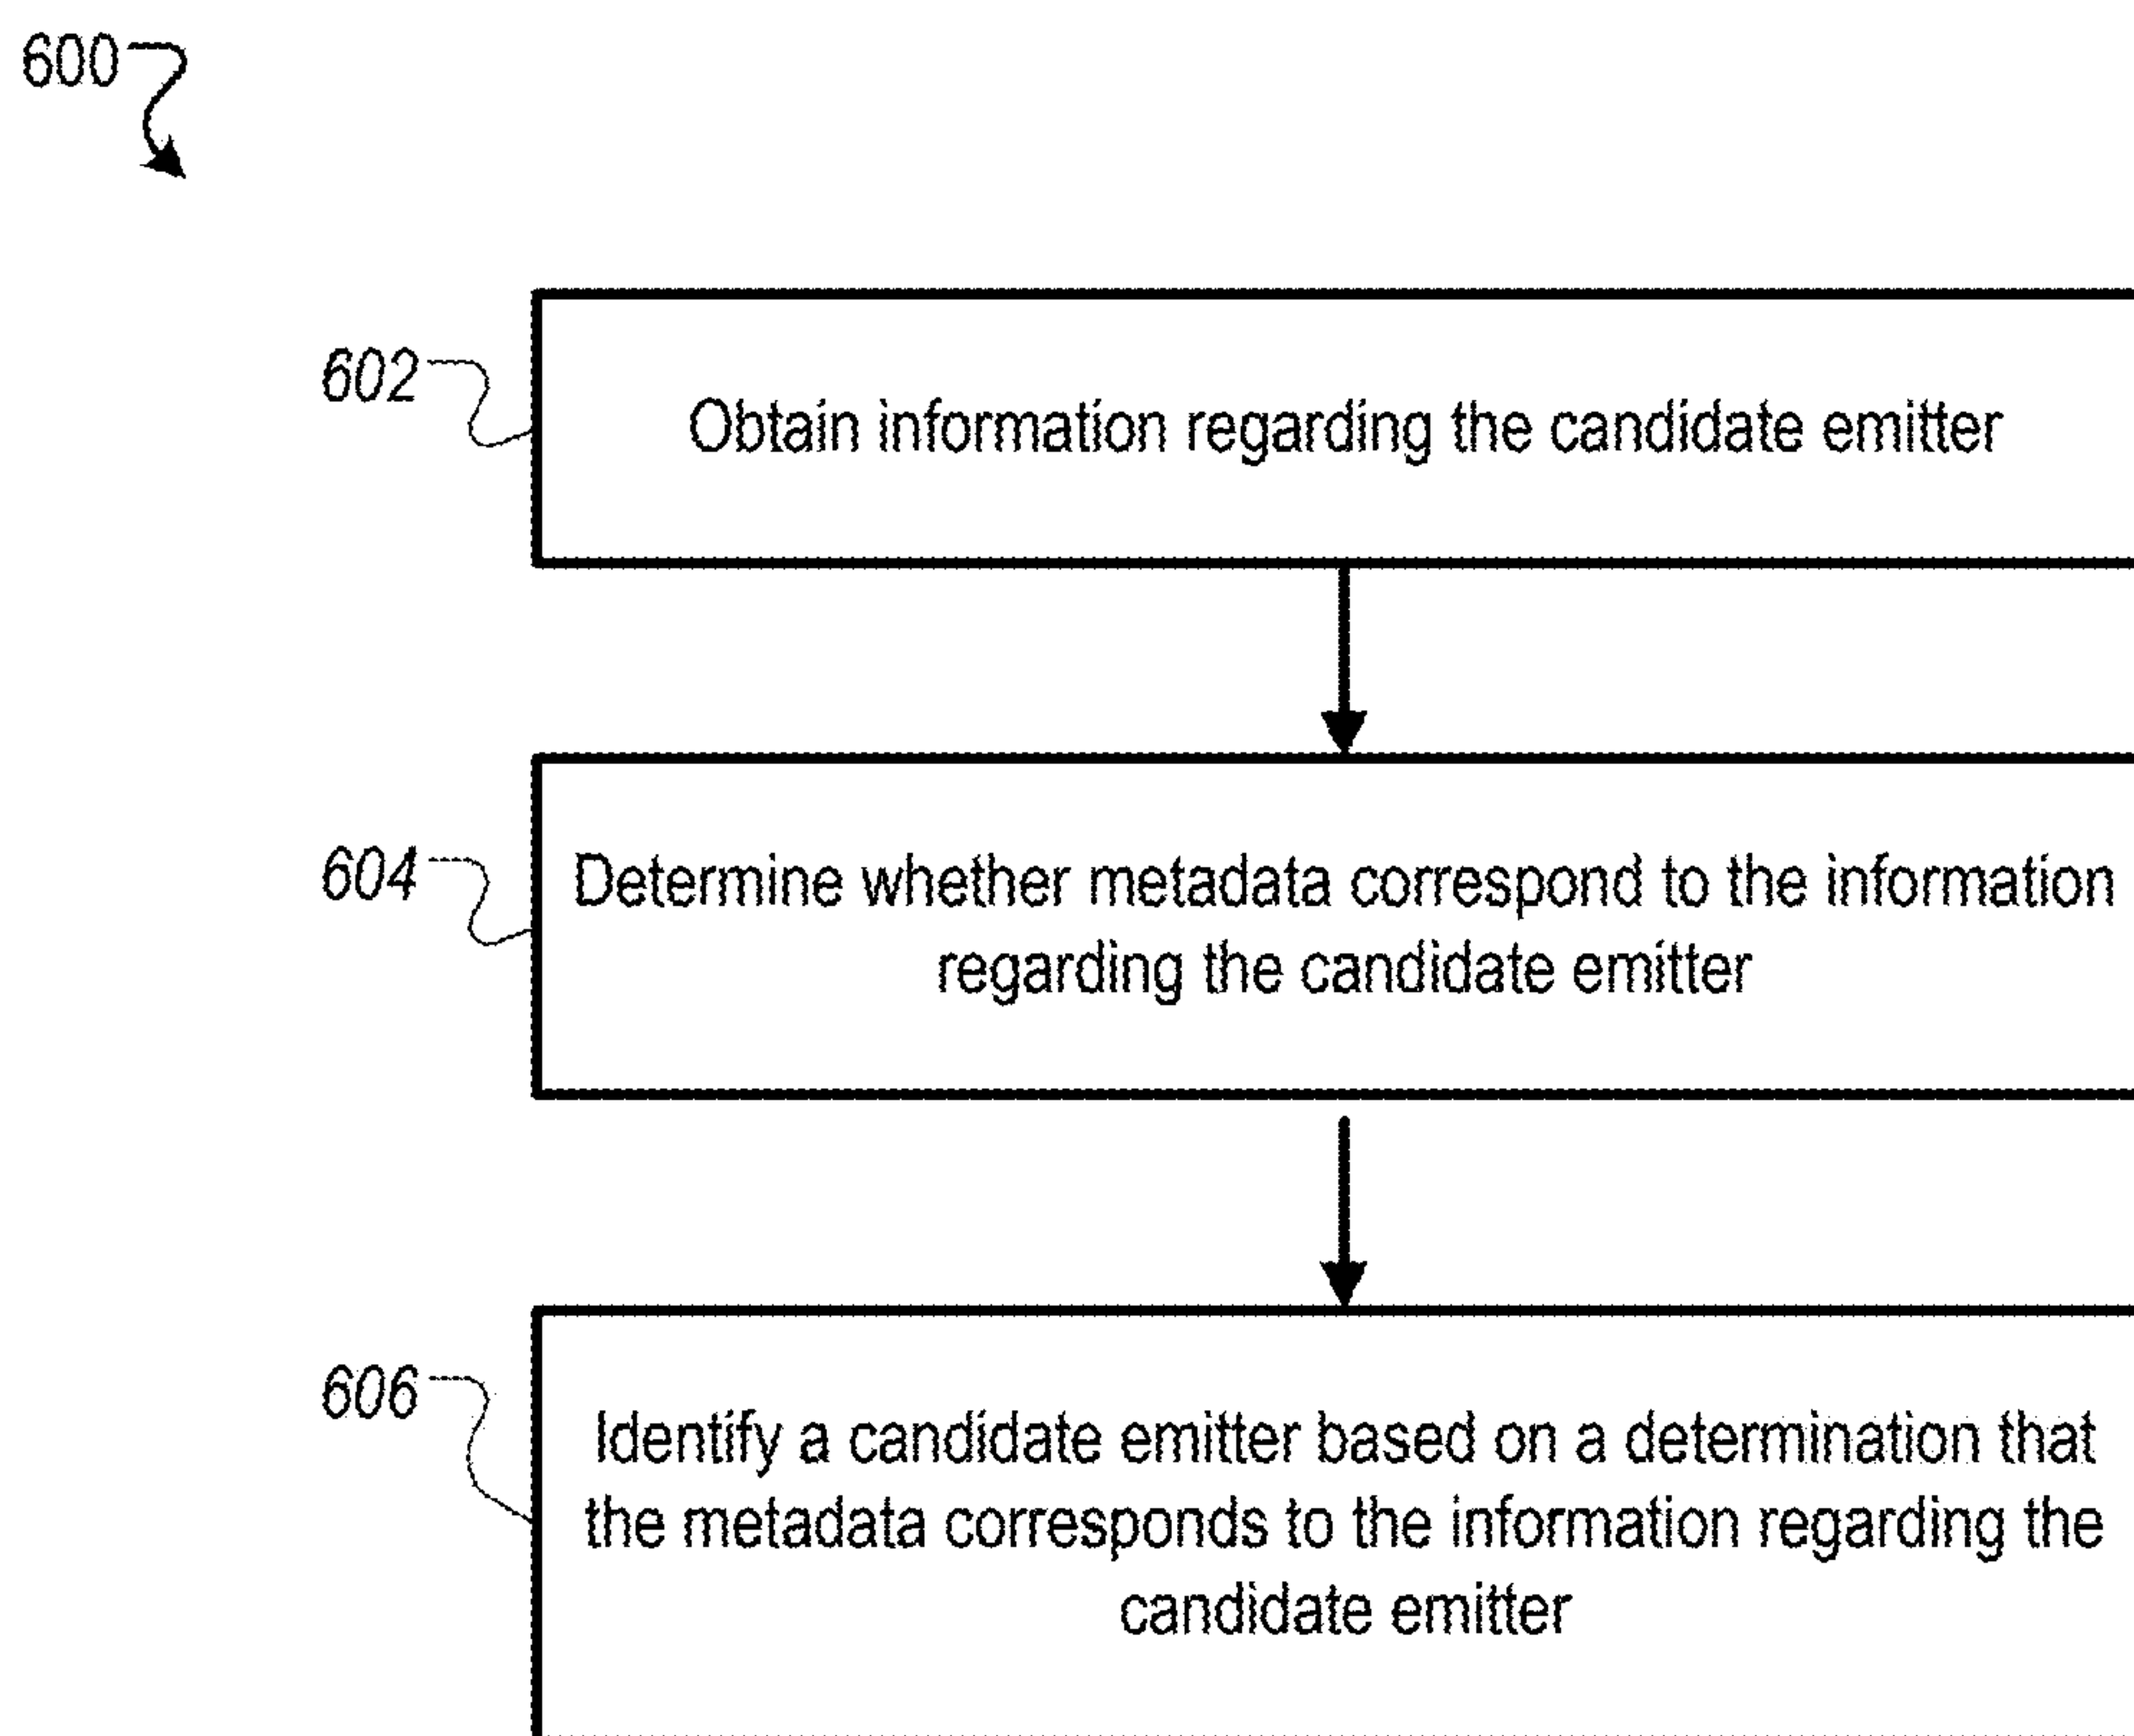 600
602
Obtain information regarding the candidate emitter
604
Determine whether metadata correspond to the information
regarding the candidate emitter
606
Identify a candidate emitter based on a determination that
the metadata corresponds to the information regarding the
candidate emitter